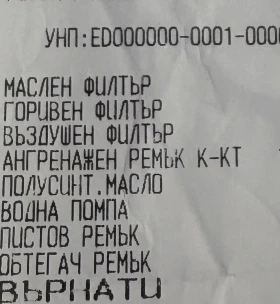 УНП:ED000000-0001-000
МАСЛЕН ФИЛТЪР
ГОРИВЕН ФИЛТЪР
ВЪЗДУШЕН ФИЛТЪР
АНГРЕНАЖЕН РЕМЪК К-КТ
ПОЛУСИНТ.МАСЛО
ВОДНА ПОМПА
ПИСТОВ РЕМЪК
ОБТЕГАЧ РЕМЪК
ВЪРНАТИ